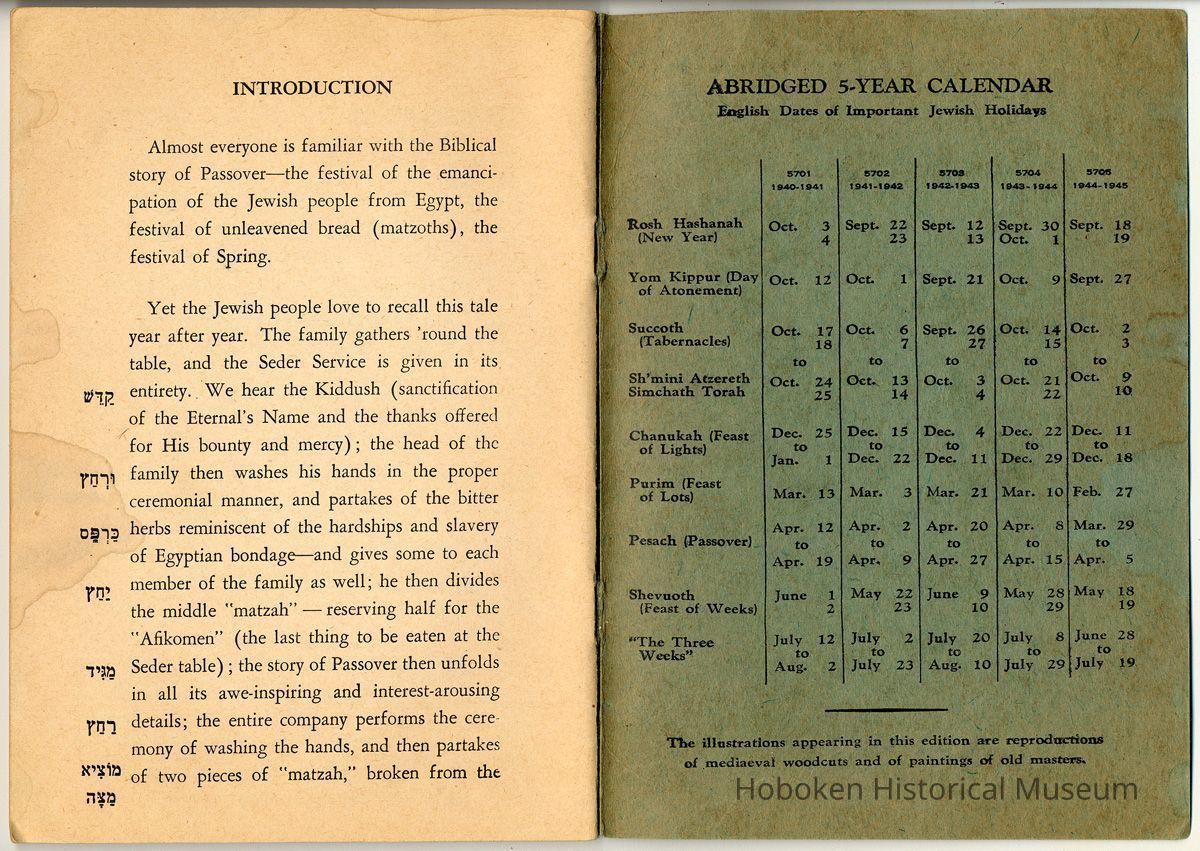 INTRODUCTION
Almost everyone is familiar with the Biblical
story of Passover—the festival of the emanci-
pation of the Jewish people from Egypt, the
festival of unleavened bread (matzoths), the
festival of Spring.
Yet the Jewish people love to recall this tale
year after year. The family gathers 'round the
table, and the Seder Service is given in its
entirety. We hear the Kiddush (sanctification
קַדֵּשׁ
of the Eternal's Name and the thanks offered
for His bounty and mercy) ; the head of the
family then washes his hands in the proper
וּרְחַץ
ceremonial manner, and partakes of the bitter
herbs reminiscent of the hardships and slavery
כַּרְפַּס
of Egyptian bondage—and gives some to each
member of the family as well; he then divides
יַחַץ
the middle "matzah" — reserving half for the
"Afikomen" (the last thing to be eaten at the
Seder table) ; the story of Passover then unfolds
מַגִּיד
in all its awe-inspiring and interest-arousing
details; the entire company performs the cere-
רַחַץ
mony of washing the hands, and then partakes
of two pieces of "matzah," broken from the
מוֹצִיא
מַצָּה
ABRIDGED 5-YEAR CALENDAR
English Dates of Important Jewish Holidays
5701 5702 5703 5704 5705
1940-1941 1941-1942 1942-1943 1943-1944 1944-1945
Rosh Hashanah Oct. 3 Sept. 22 Sept. 12 Sept. 30 Sept. 18
(New Year) 4 23 13 Oct. 1 19
Yom Kippur (Day Oct. 12 Oct. 1 Sept. 21 Oct. 9 Sept. 27
of Atonement)
Succoth Oct. 17 Oct. 6 Sept. 26 Oct. 14 Oct. 2
(Tabernacles) 18 7 27 15 3
to to to to to
Sh'mini Atzereth Oct. 24 Oct. 13 Oct. 3 Oct. 21 Oct. 9
Simchath Torah 25 14 4 22 10
Chanukah (Feast Dec. 25 Dec. 15 Dec. 4 Dec. 22 Dec. 11
of Lights) to to to to to
Jan. 1 Dec. 22 Dec. 11 Dec. 29 Dec. 18
Purim (Feast
of Lots) Mar. 13 Mar. 3 Mar. 21 Mar. 10 Feb. 27
Apr. 12 Apr. 2 Apr. 20 Apr. 8 Mar. 29
Pesach (Passover) to to to to to
Apr. 19 Apr. 9 Apr. 27 Apr. 15 Apr. 5
Shevuoth June 1 May 22 June 9 May 28 May 18
(Feast of Weeks) 2 23 10 29 19
"The Three July 12 July 2 July 20 July 8 June 28
Weeks" to to to to to
Aug. 2 July 23 Aug. 10 July 29 July 19
The illustrations appearing in this edition are reproductions
of mediaeval woodcuts and of paintings of old masters.
Hoboken Historical Museum